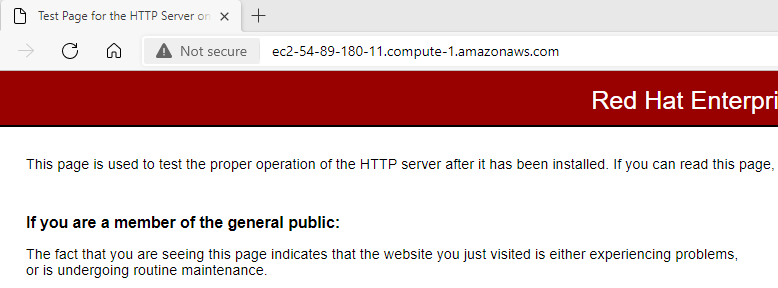 Test Page for the HTTP Server on
Not secure
ec2-54-89-180-11.compute-1.amazonaws.com
Red Hat Enterpri
This page is used to test the proper operation of the HTTP server after it has been installed. If you can read this page,
If you are a member of the general public:
The fact that you are seeing this page indicates that the website you just visited is either experiencing problems,
or is undergoing routine maintenance.